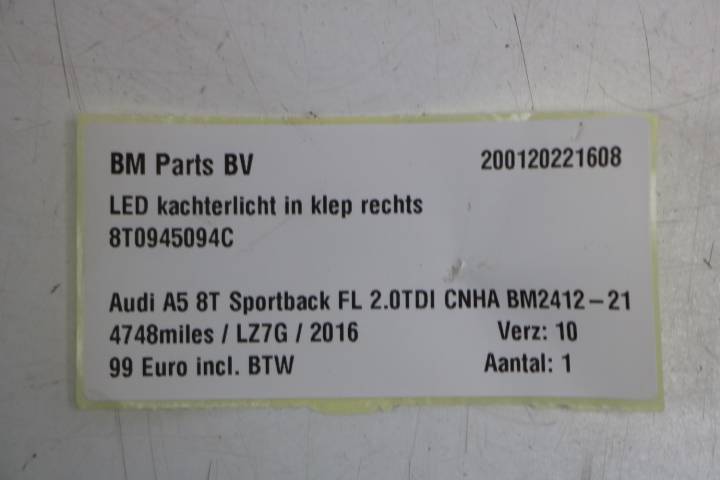 BM Parts BV 200120221608
LED kachterlicht in klep rechts
8T0945094C
Audi A5 8T Sportback FL 2.0TDI CNHA BM2412-21
4748miles / LZ7G / 2016 Verz: 10
99 Euro incl. BTW Aantal: 1